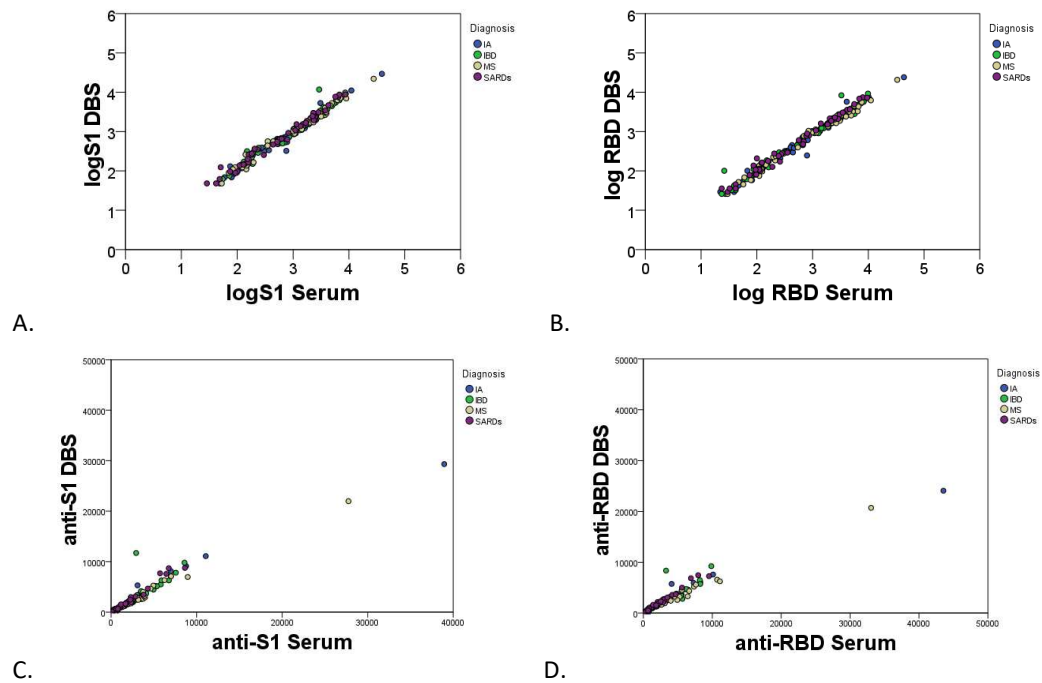 6
5
4
3
2
1
0
logS1 DBS
0 1 2 3 4 5 6
logS1 Serum
Diagnosis
IA
IBD
MS
SARDs
A.
6
5
4
3
2
1
0
log RBD DBS
0 1 2 3 4 5 6
log RBD Serum
Diagnosis
IA
IBD
MS
SARDs
B.
50000
40000
30000
20000
10000
0
anti-S1 DBS
0 10000 20000 30000 40000
anti-S1 Serum
Diagnosis
IA
IBD
MS
SARDs
C.
50000
40000
30000
20000
10000
0
anti-RBD DBS
0 10000 20000 30000 40000 50000
anti-RBD Serum
Diagnosis
IA
IBD
MS
SARDs
D.